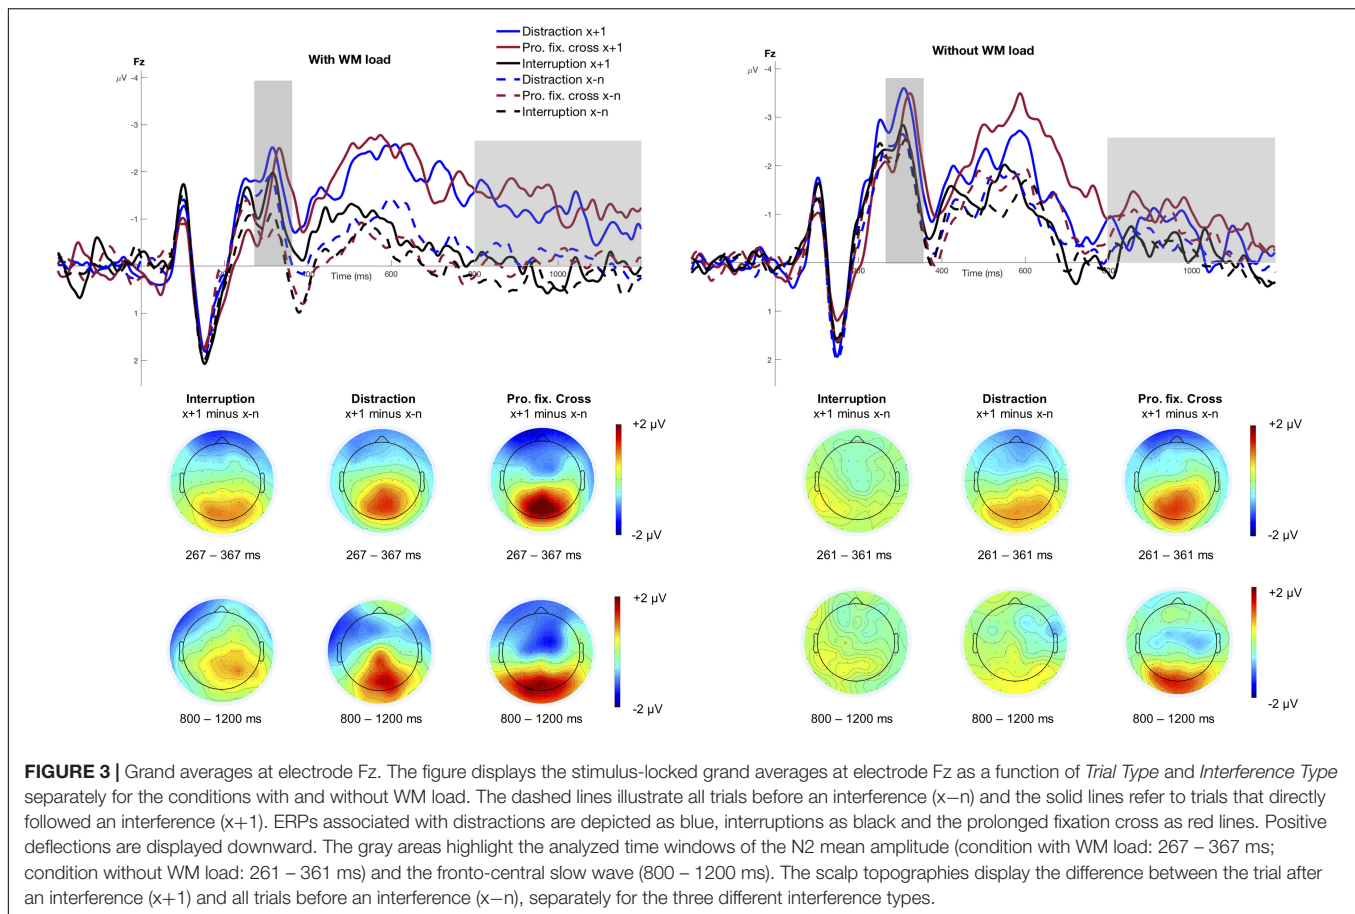 Distraction x+1
Pro. fix. cross x+1
Interruption x+1
Distraction x-n
Pro. fix. cross x-n
Interruption x-n
Fz
With WM load
µV -4
-3
-2
-1
1
2
200
400
600
800
1000
Time (ms)
Fz
Without WM load
µV -4
-3
-2
-1
1
2
200
400
600
800
1000
Time (ms)
Interruption
x+1 minus x-n
Distraction
x+1 minus x-n
Pro. fix. Cross
x+1 minus x-n
+2 µV
-2 µV
267 – 367 ms
267 – 367 ms
267 – 367 ms
+2 µV
-2 µV
800 – 1200 ms
800 – 1200 ms
800 – 1200 ms
Interruption
x+1 minus x-n
Distraction
x+1 minus x-n
Pro. fix. Cross
x+1 minus x-n
+2 µV
-2 µV
261 – 361 ms
261 – 361 ms
261 – 361 ms
+2 µV
-2 µV
800 – 1200 ms
800 – 1200 ms
800 – 1200 ms
FIGURE 3 | Grand averages at electrode Fz. The figure displays the stimulus-locked grand averages at electrode Fz as a function of Trial Type and Interference Type
separately for the conditions with and without WM load. The dashed lines illustrate all trials before an interference (x−n) and the solid lines refer to trials that directly
followed an interference (x+1). ERPs associated with distractions are depicted as blue, interruptions as black and the prolonged fixation cross as red lines. Positive
deflections are displayed downward. The gray areas highlight the analyzed time windows of the N2 mean amplitude (condition with WM load: 267 – 367 ms;
condition without WM load: 261 – 361 ms) and the fronto-central slow wave (800 – 1200 ms). The scalp topographies display the difference between the trial after
an interference (x+1) and all trials before an interference (x−n), separately for the three different interference types.